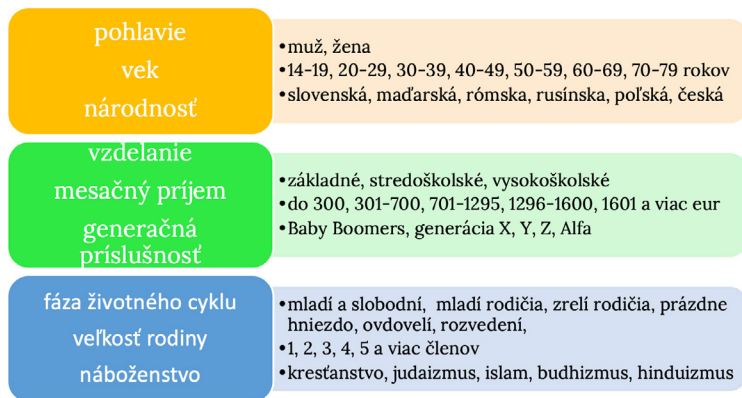 pohlavie
vek
národnosť
•muž, žena
•14-19, 20-29, 30-39, 40-49, 50-59, 60-69, 70-79 rokov
•slovenská, maďarská, rómska, rusínska, poľská, česká
vzdelanie
mesačný príjem
generačná
príslušnosť
•základné, stredoškolské, vysokoškolské
•do 300, 301-700, 701-1295, 1296-1600, 1601 a viac eur
•Baby Boomers, generácia X, Y, Z, Alfa
fáza životného cyklu
veľkosť rodiny
náboženstvo
•mladí a slobodní, mladí rodičia, zrelí rodičia, prázdne
hniezdo, ovdovelí, rozvedení,
•1, 2, 3, 4, 5 a viac členov
•kresťanstvo, judaizmus, islam, budhizmus, hinduizmus